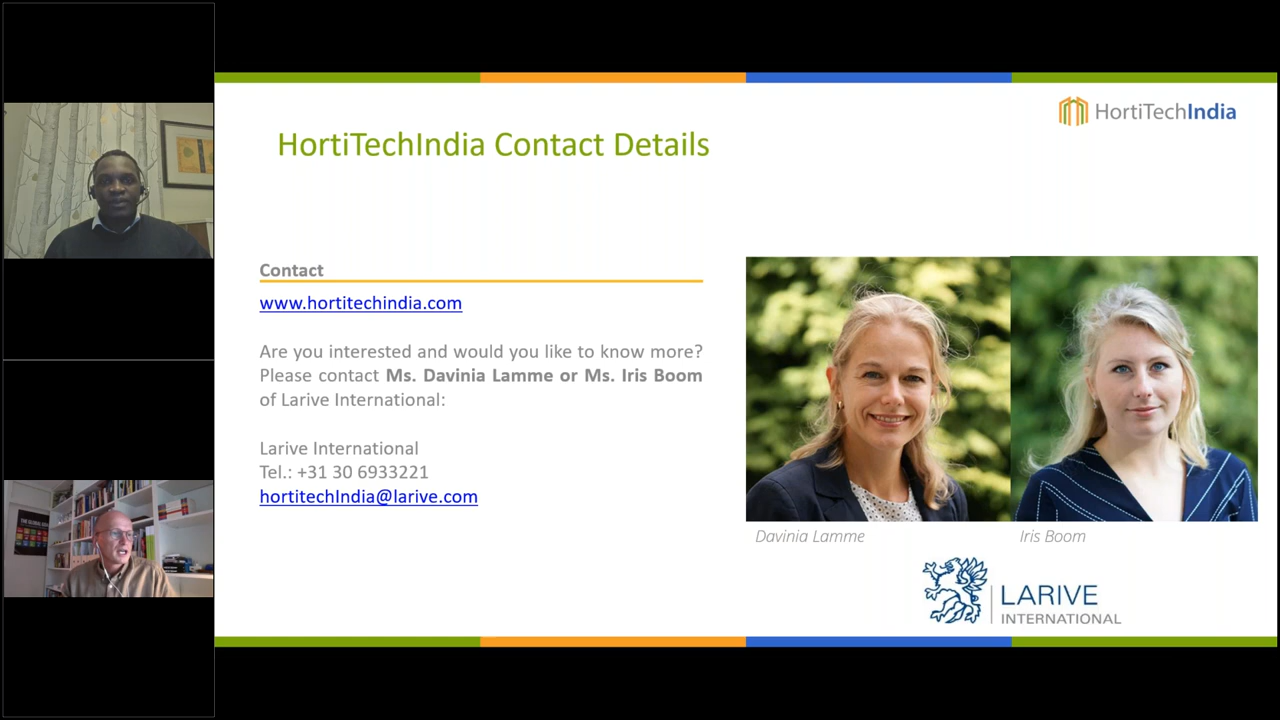 HortiTechIndia
HortiTechIndia Contact Details
Contact
www.hortitechindia.com
Are you interested and would you like to know more?
Please contact Ms. Davinia Lamme or Ms. Iris Boom
of Larive International:
Larive International
Tel.: +31 30 6933221
hortitechIndia@larive.com
Davinia Lamme
Iris Boom
LARIVE
INTERNATIONAL
THE GLOBAL